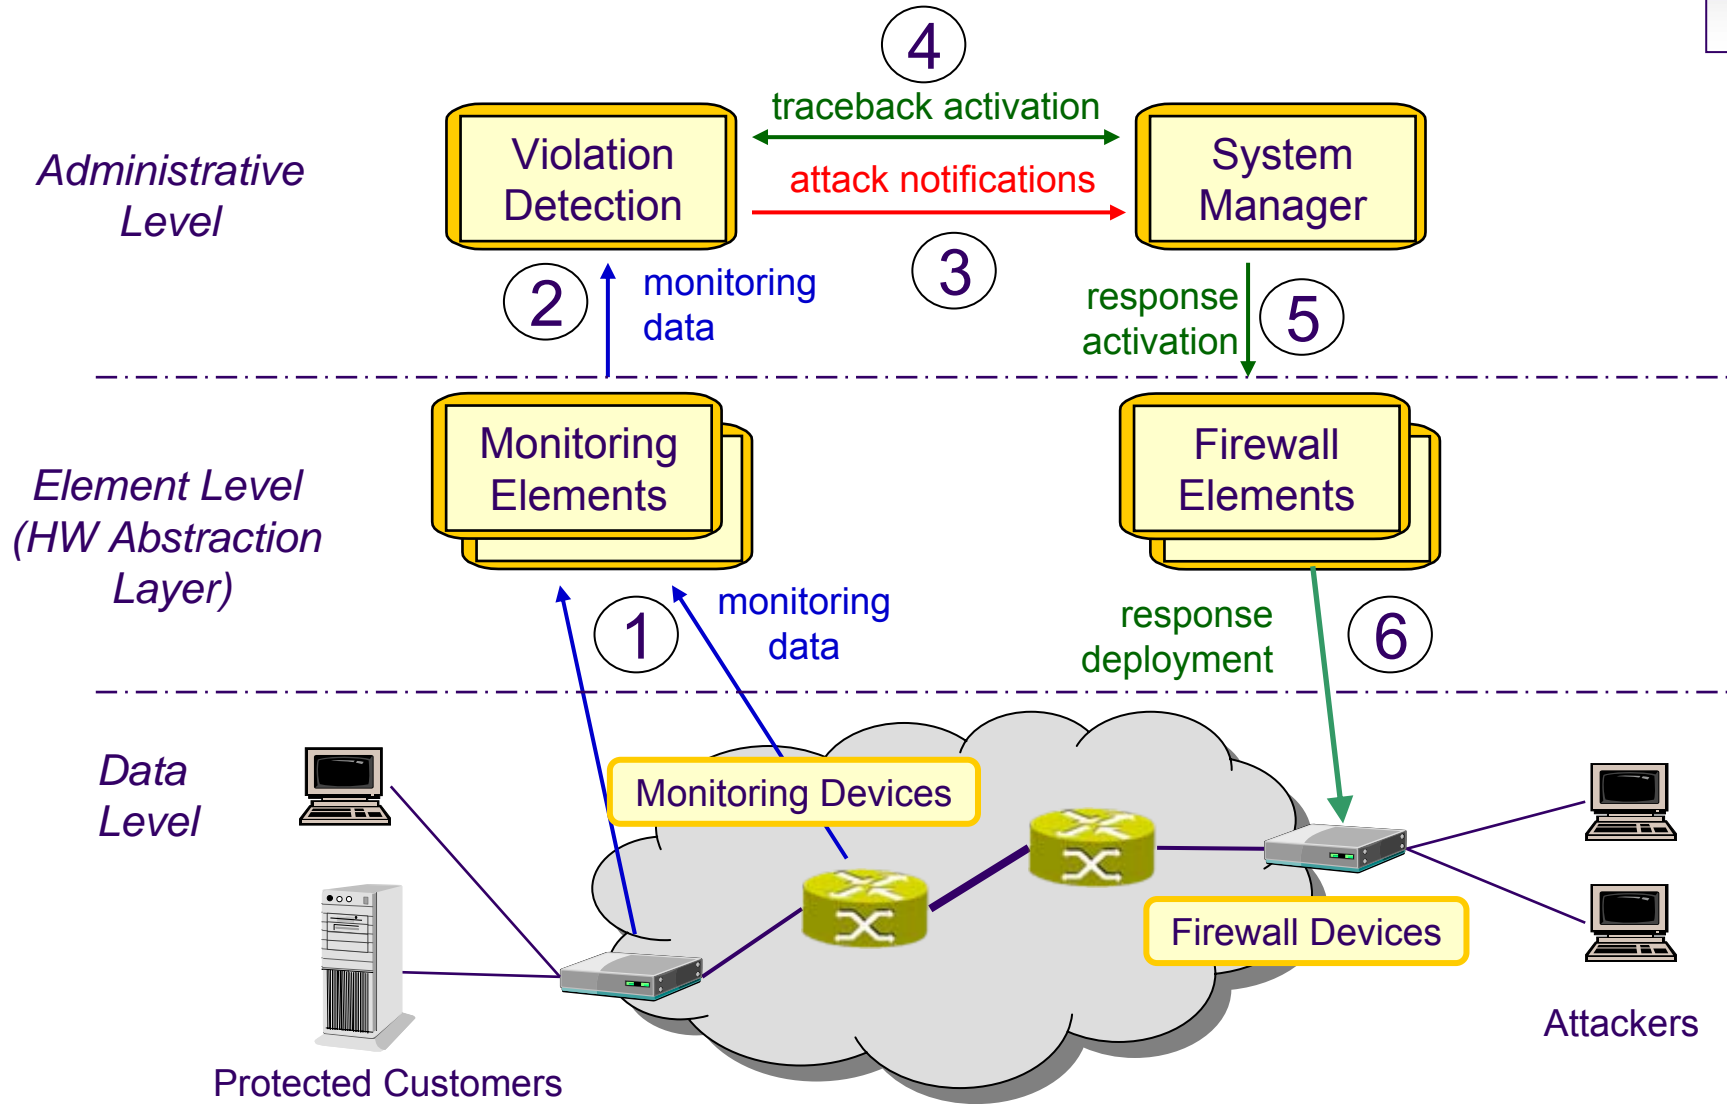 4
traceback activation
Administrative
Level
Violation
Detection
attack notifications
System
Manager
3
2
monitoring
data
response
activation
5
Element Level
(HW Abstraction
Layer)
Monitoring
Elements
Firewall
Elements
1
monitoring
data
response
deployment
6
Data
Level
Monitoring Devices
Firewall Devices
Protected Customers
Attackers